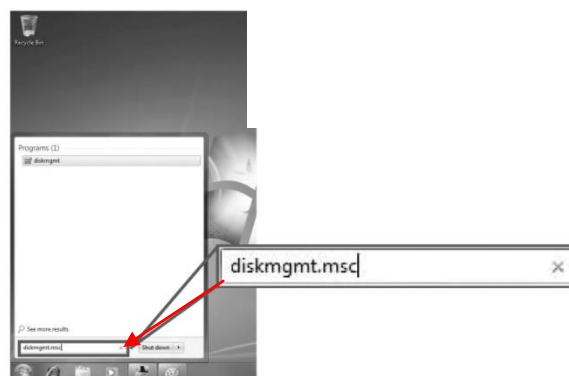 Recycle Bin
Programs (1)
diskmgmt
See more results
diskmgmt.msc
Shut down
diskmgmt.msc